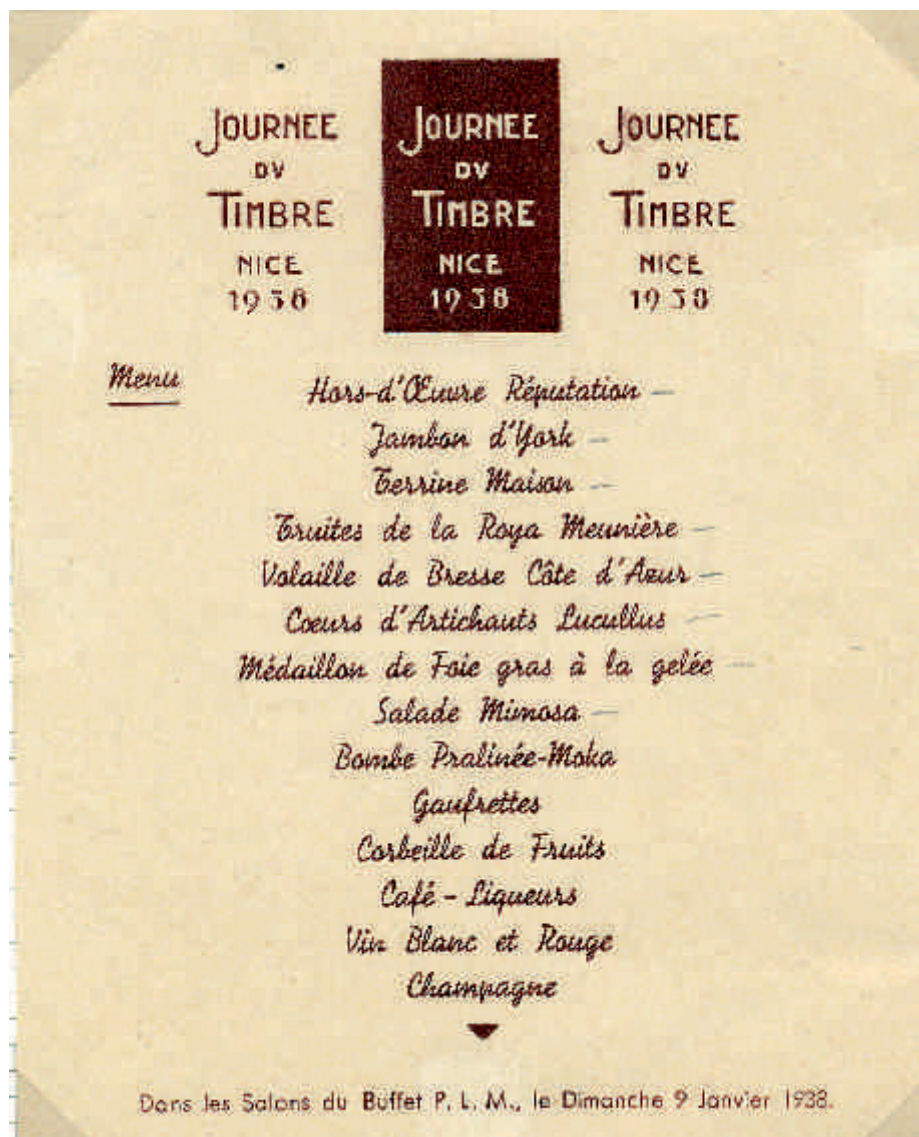 JOURNEE
DV
TIMBRE
NICE
1938
JOURNEE
DV
TIMBRE
NICE
1938
JOURNEE
DV
TIMBRE
NICE
1938
Menu
Hors-d'Œuvre Réputation –
Jambon d'York –
Terrine Maison –
Truites de la Roya Meunière –
Volaille de Bresse Côte d'Azur –
Cœurs d'Artichauts Lucullus –
Médaillon de Foie gras à la gelée –
Salade Mimosa –
Bombe Pralinée-Moka
Gaufrettes
Corbeille de Fruits
Café - Liqueurs
Vin Blanc et Rouge
Champagne
Dans les Salons du Buffet P. L. M., le Dimanche 9 Janvier 1938.